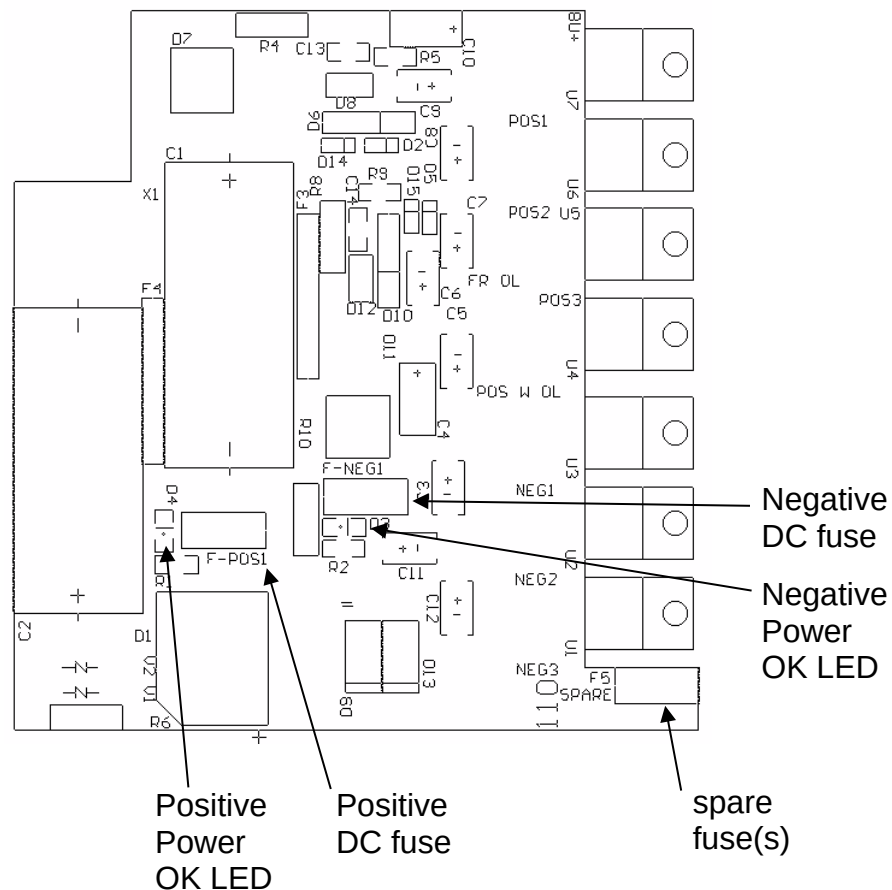 BU+
D7
R4
C13
R5
C10
U7
D8
C9
D6
POS1
C8
D14
D2
C1
D5
D15
R9
U6
X1
R8
C14
F3
C7
POS2
U5
FR OL
F4
C6
POS3
D12
D10
C5
D11
U4
POS W OL
C4
R10
U3
F-NEG1
NEG1
C3
D4
D3
Negative
DC fuse
F-POS1
R2
C11
U2
NEG2
Negative
Power
OK LED
C12
C2
D1
U1
V2
V1
D13
NEG3
F5
SPARE
110
D9
R6
Positive
Power
OK LED
Positive
DC fuse
spare
fuse(s)